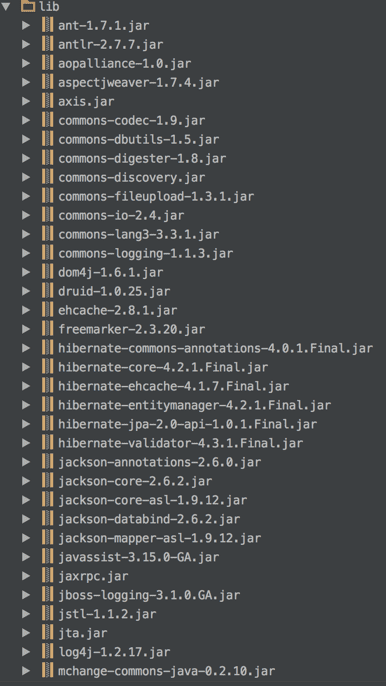 lib
ant-1.7.1.jar
antlr-2.7.7.jar
aopalliance-1.0.jar
aspectjweaver-1.7.4.jar
axis.jar
commons-codec-1.9.jar
commons-dbutils-1.5.jar
commons-digester-1.8.jar
commons-discovery.jar
commons-fileupload-1.3.1.jar
commons-io-2.4.jar
commons-lang3-3.3.1.jar
commons-logging-1.1.3.jar
dom4j-1.6.1.jar
druid-1.0.25.jar
ehcache-2.8.1.jar
freemarker-2.3.20.jar
hibernate-commons-annotations-4.0.1.Final.jar
hibernate-core-4.2.1.Final.jar
hibernate-ehcache-4.1.7.Final.jar
hibernate-entitymanager-4.2.1.Final.jar
hibernate-jpa-2.0-api-1.0.1.Final.jar
hibernate-validator-4.3.1.Final.jar
jackson-annotations-2.6.0.jar
jackson-core-2.6.2.jar
jackson-core-asl-1.9.12.jar
jackson-databind-2.6.2.jar
jackson-mapper-asl-1.9.12.jar
javassist-3.15.0-GA.jar
jaxrpc.jar
jboss-logging-3.1.0.GA.jar
jstl-1.1.2.jar
jta.jar
log4j-1.2.17.jar
mchange-commons-java-0.2.10.jar